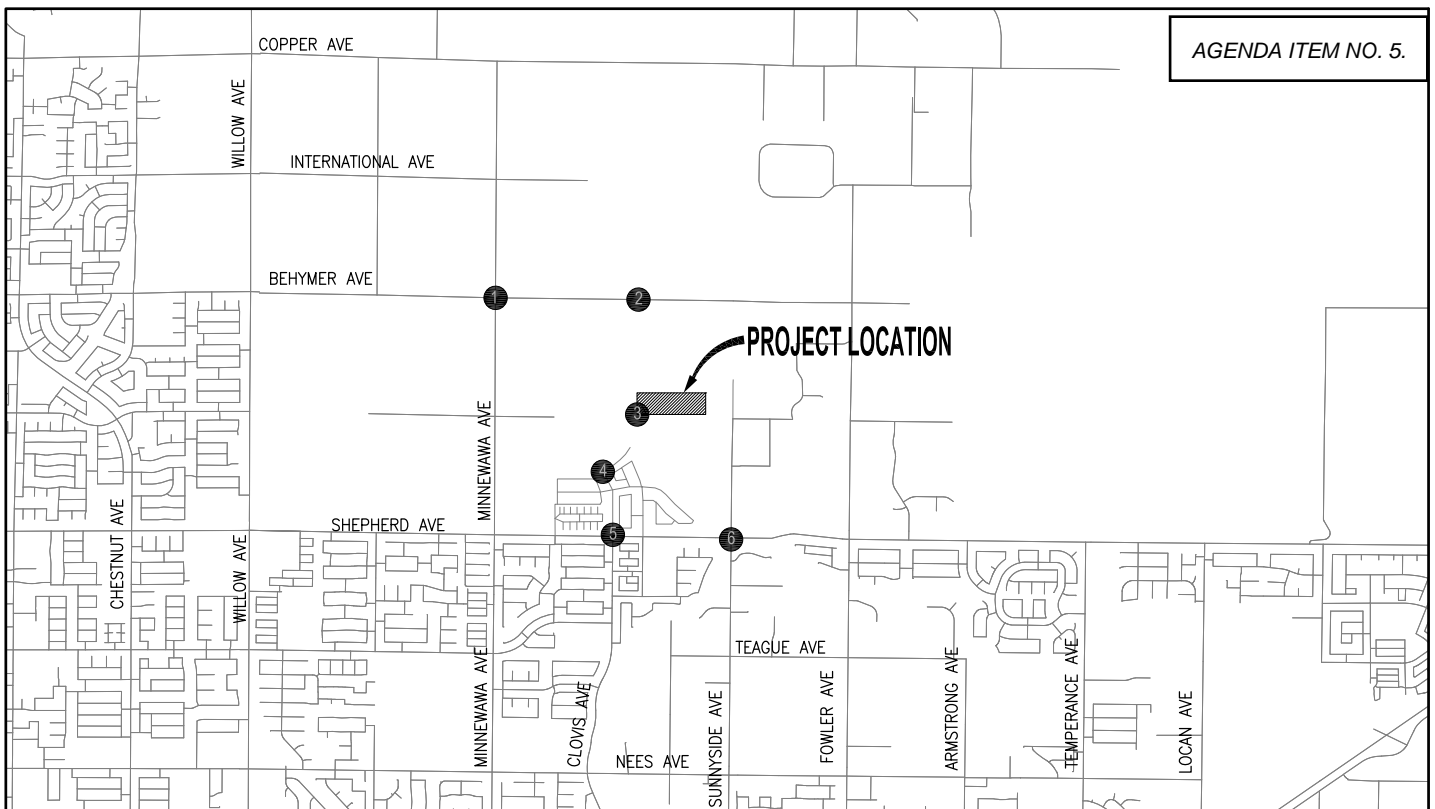 AGENDA ITEM NO. 5.
COPPER AVE
WILLOW AVE
INTERNATIONAL AVE
BEHYMER AVE
1
2
PROJECT LOCATION
3
MINNEWAWA AVE
4
CHESTNUT AVE
SHEPHERD AVE
5
6
WILLOW AVE
TEAGUE AVE
MINNEWAWA AVE
CLOVIS AVE
SUNNYSIDE AVE
FOWLER AVE
ARMSTRONG AVE
TEMPERANCE AVE
LOCAN AVE
NEES AVE